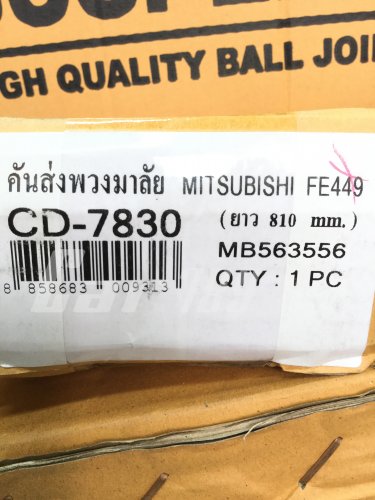 GH QUALITY BALL JOI
คันส่งพวงมาลัย MITSUBISHI FE449
CD-7830 (ยาว 810 mm.)
MB563556
QTY : 1 PC
8 858683 009313